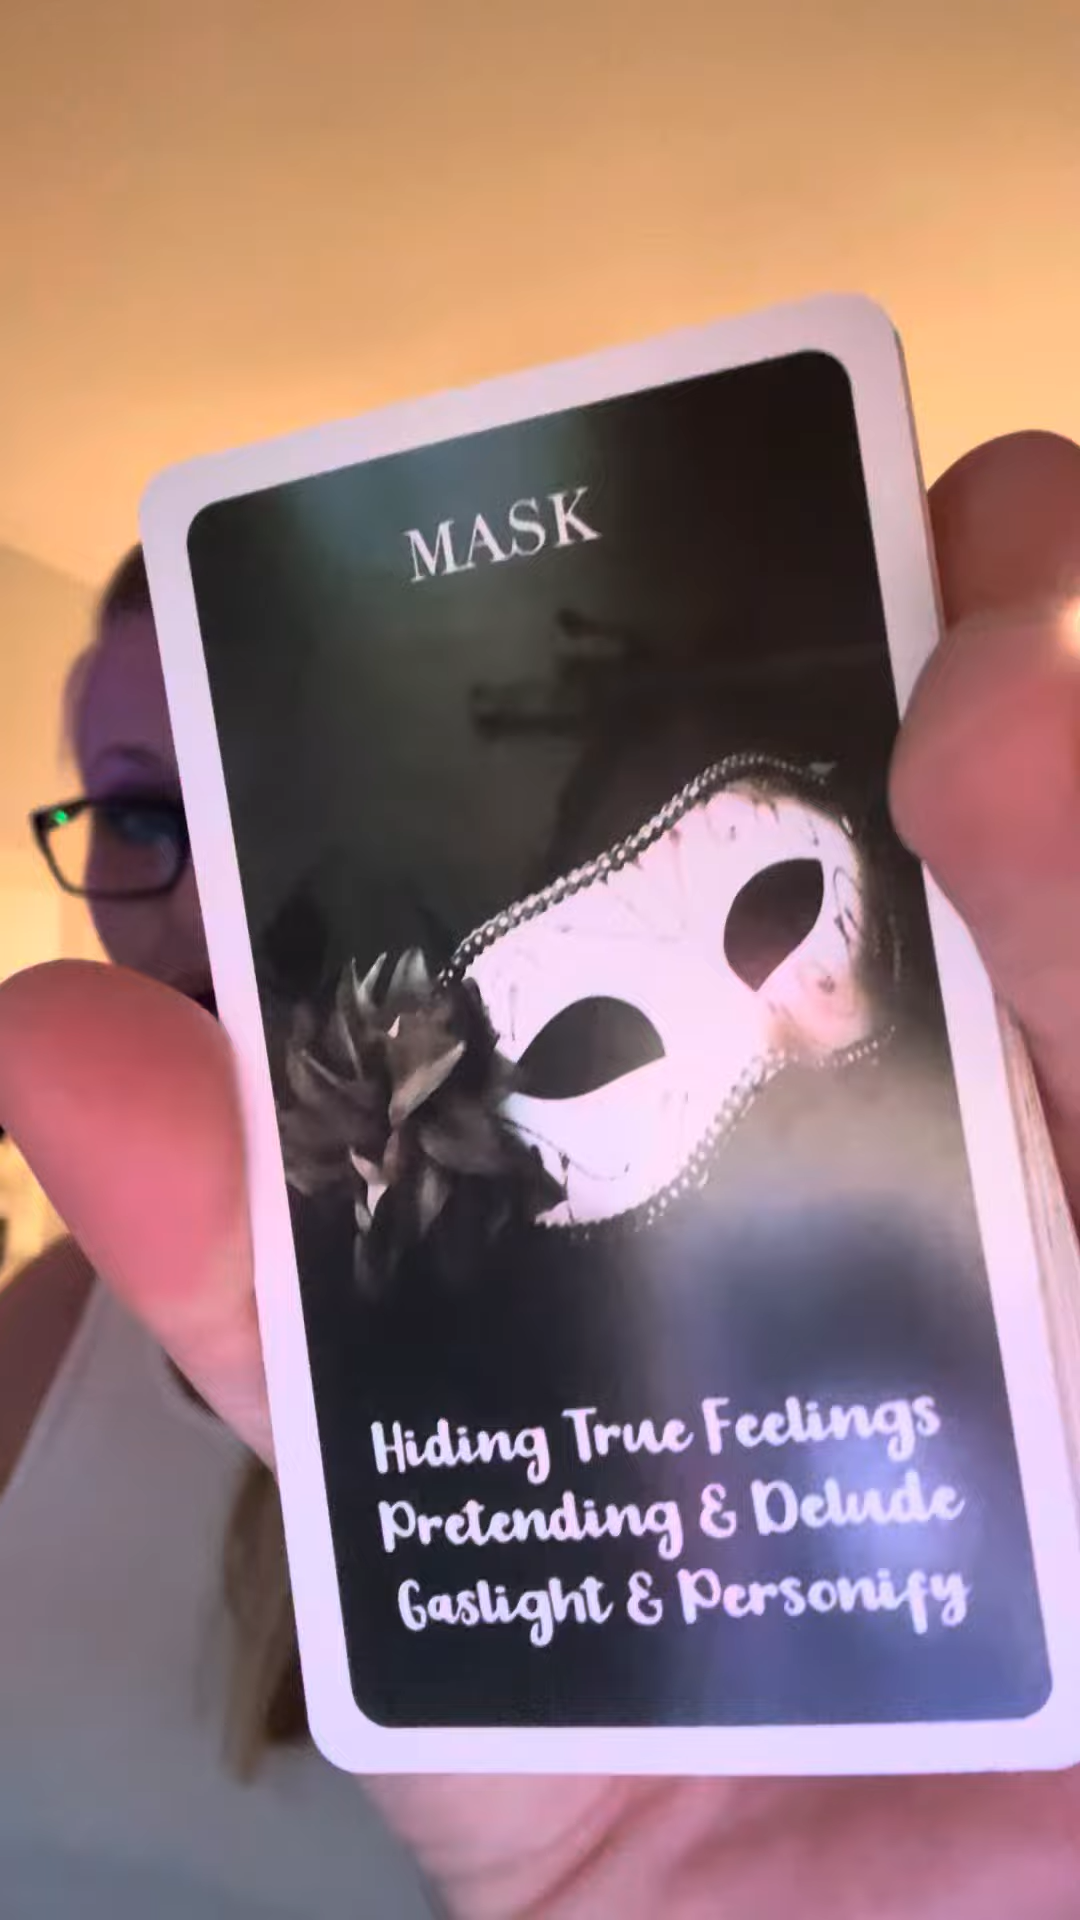 MASK
Hiding True Feelings
Pretending & Delude
Gaslight & Personify